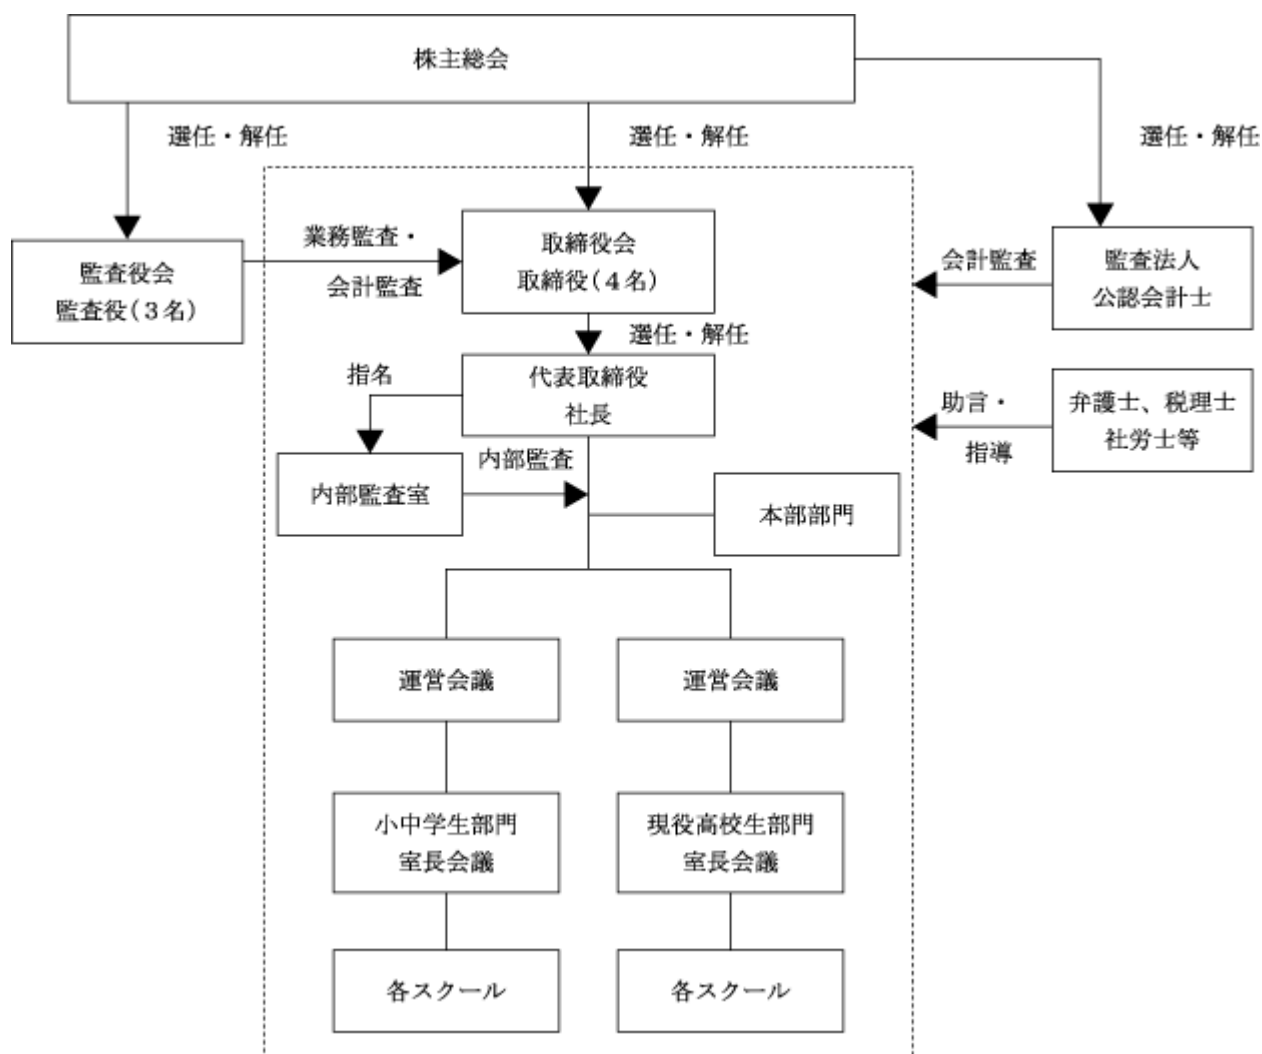 株主総会
選任・解任
選任・解任
選任・解任
業務監査・
会計監査
取締役会
取締役(4名)
監査役会
監査役(3名)
会計監査
監査法人
公認会計士
選任・解任
指名
代表取締役
社長
助言・
指導
弁護士、税理士
社労士等
内部監査
内部監査室
本部部門
運営会議
運営会議
小中学生部門
室長会議
現役高校生部門
室長会議
各スクール
各スクール